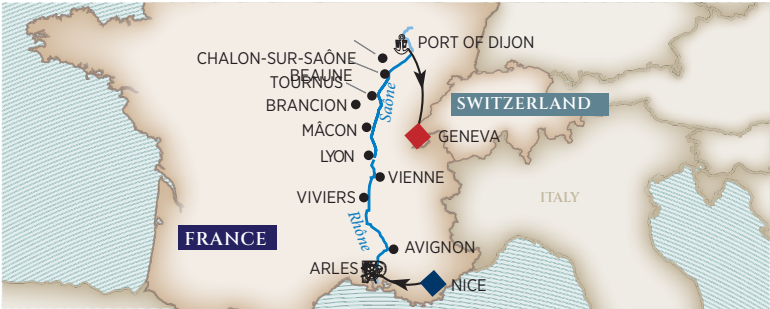 PORT OF DIJON
CHALON-SUR-SAÔNE
BEAUNE
TOURNUS
Saône
BRANCION
SWITZERLAND
MÂCON
GENEVA
LYON
VIENNE
VIVIERS
ITALY
Rhône
FRANCE
AVIGNON
ARLES
NICE